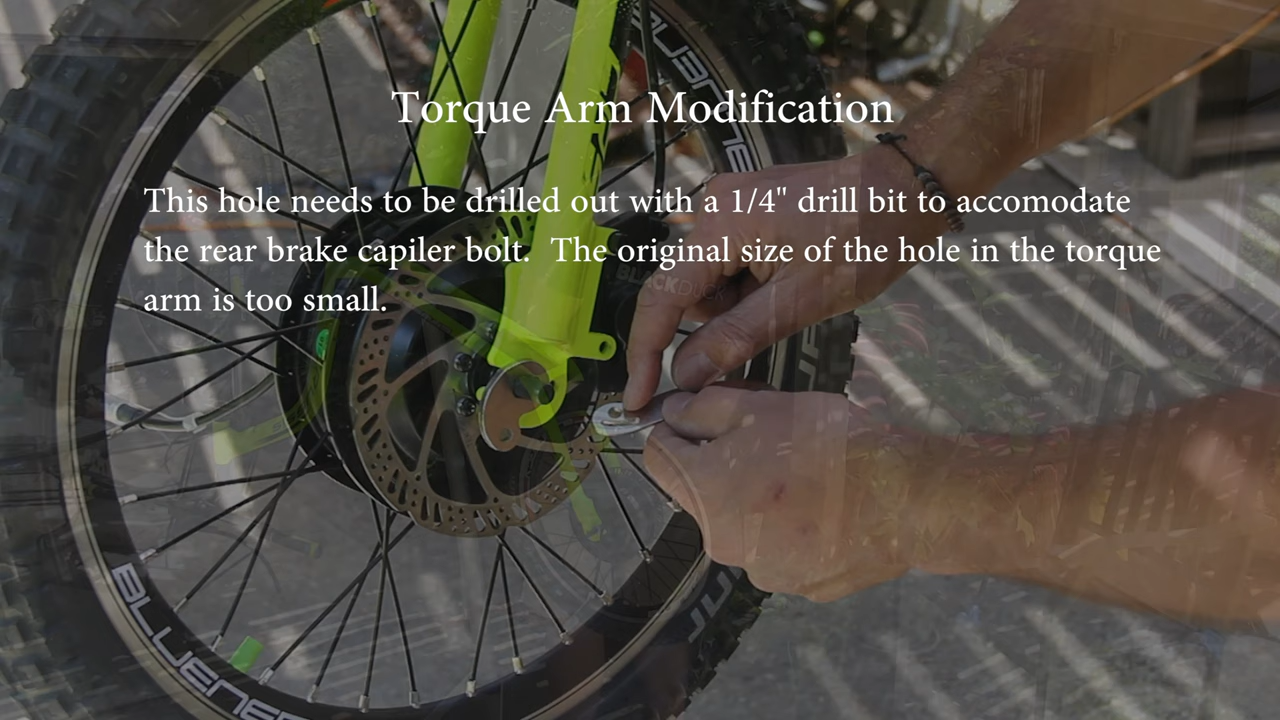 Torque Arm Modification
This hole needs to be drilled out with a 1/4" drill bit to accomodate
the rear brake capiler bolt. The original size of the hole in the torque
arm is too small.
BLACKDUCK